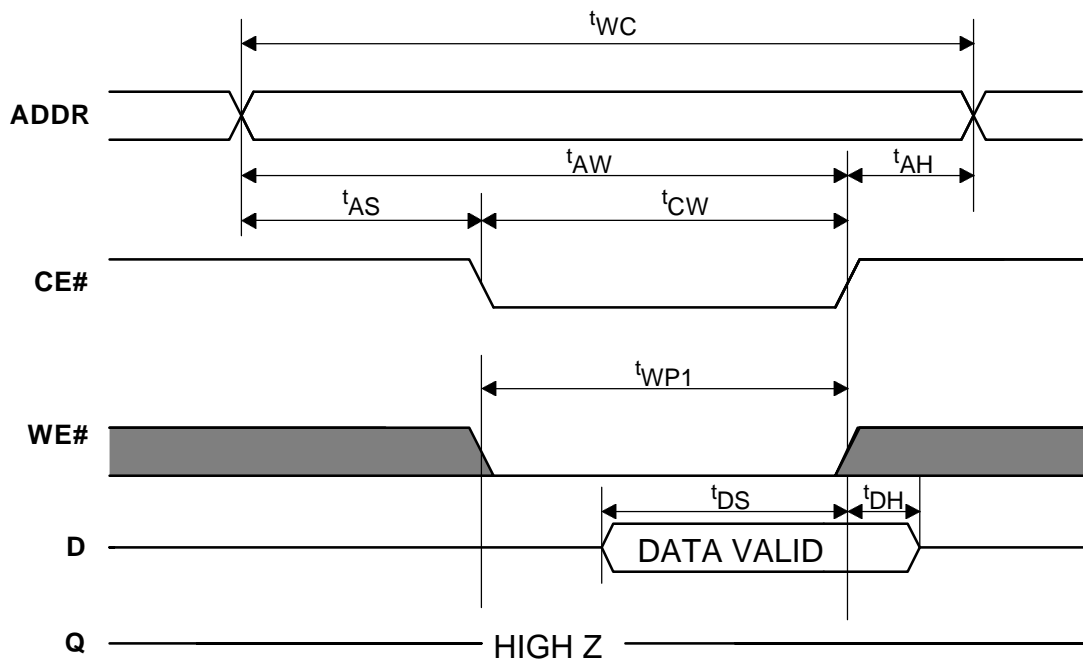 tWC
ADDR
tAW tAH
tAS tCW
CE#
tWP1
WE#
tDS tDH
D DATA VALID
Q HIGH Z